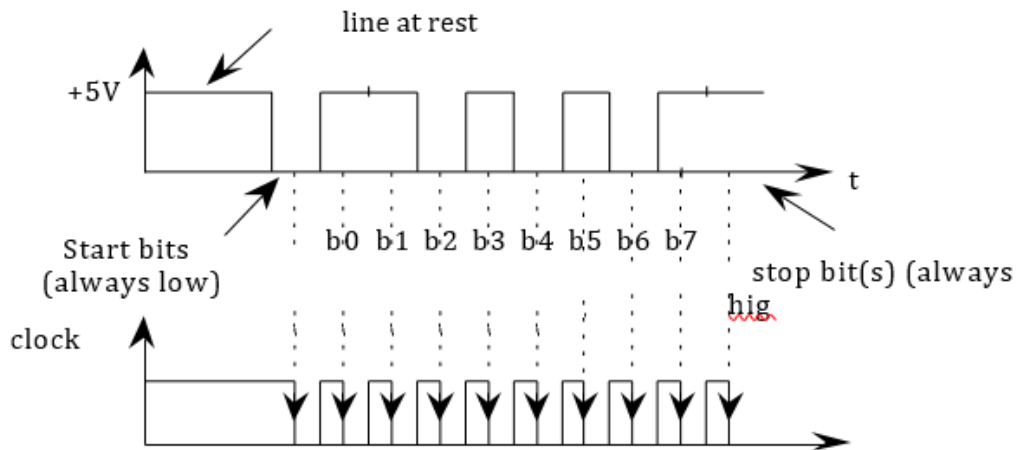 line at rest
+5V
t
b0 b1 b2 b3 b4 b5 b6 b7
Start bits
(always low)
stop bit(s) (always
hig
clock